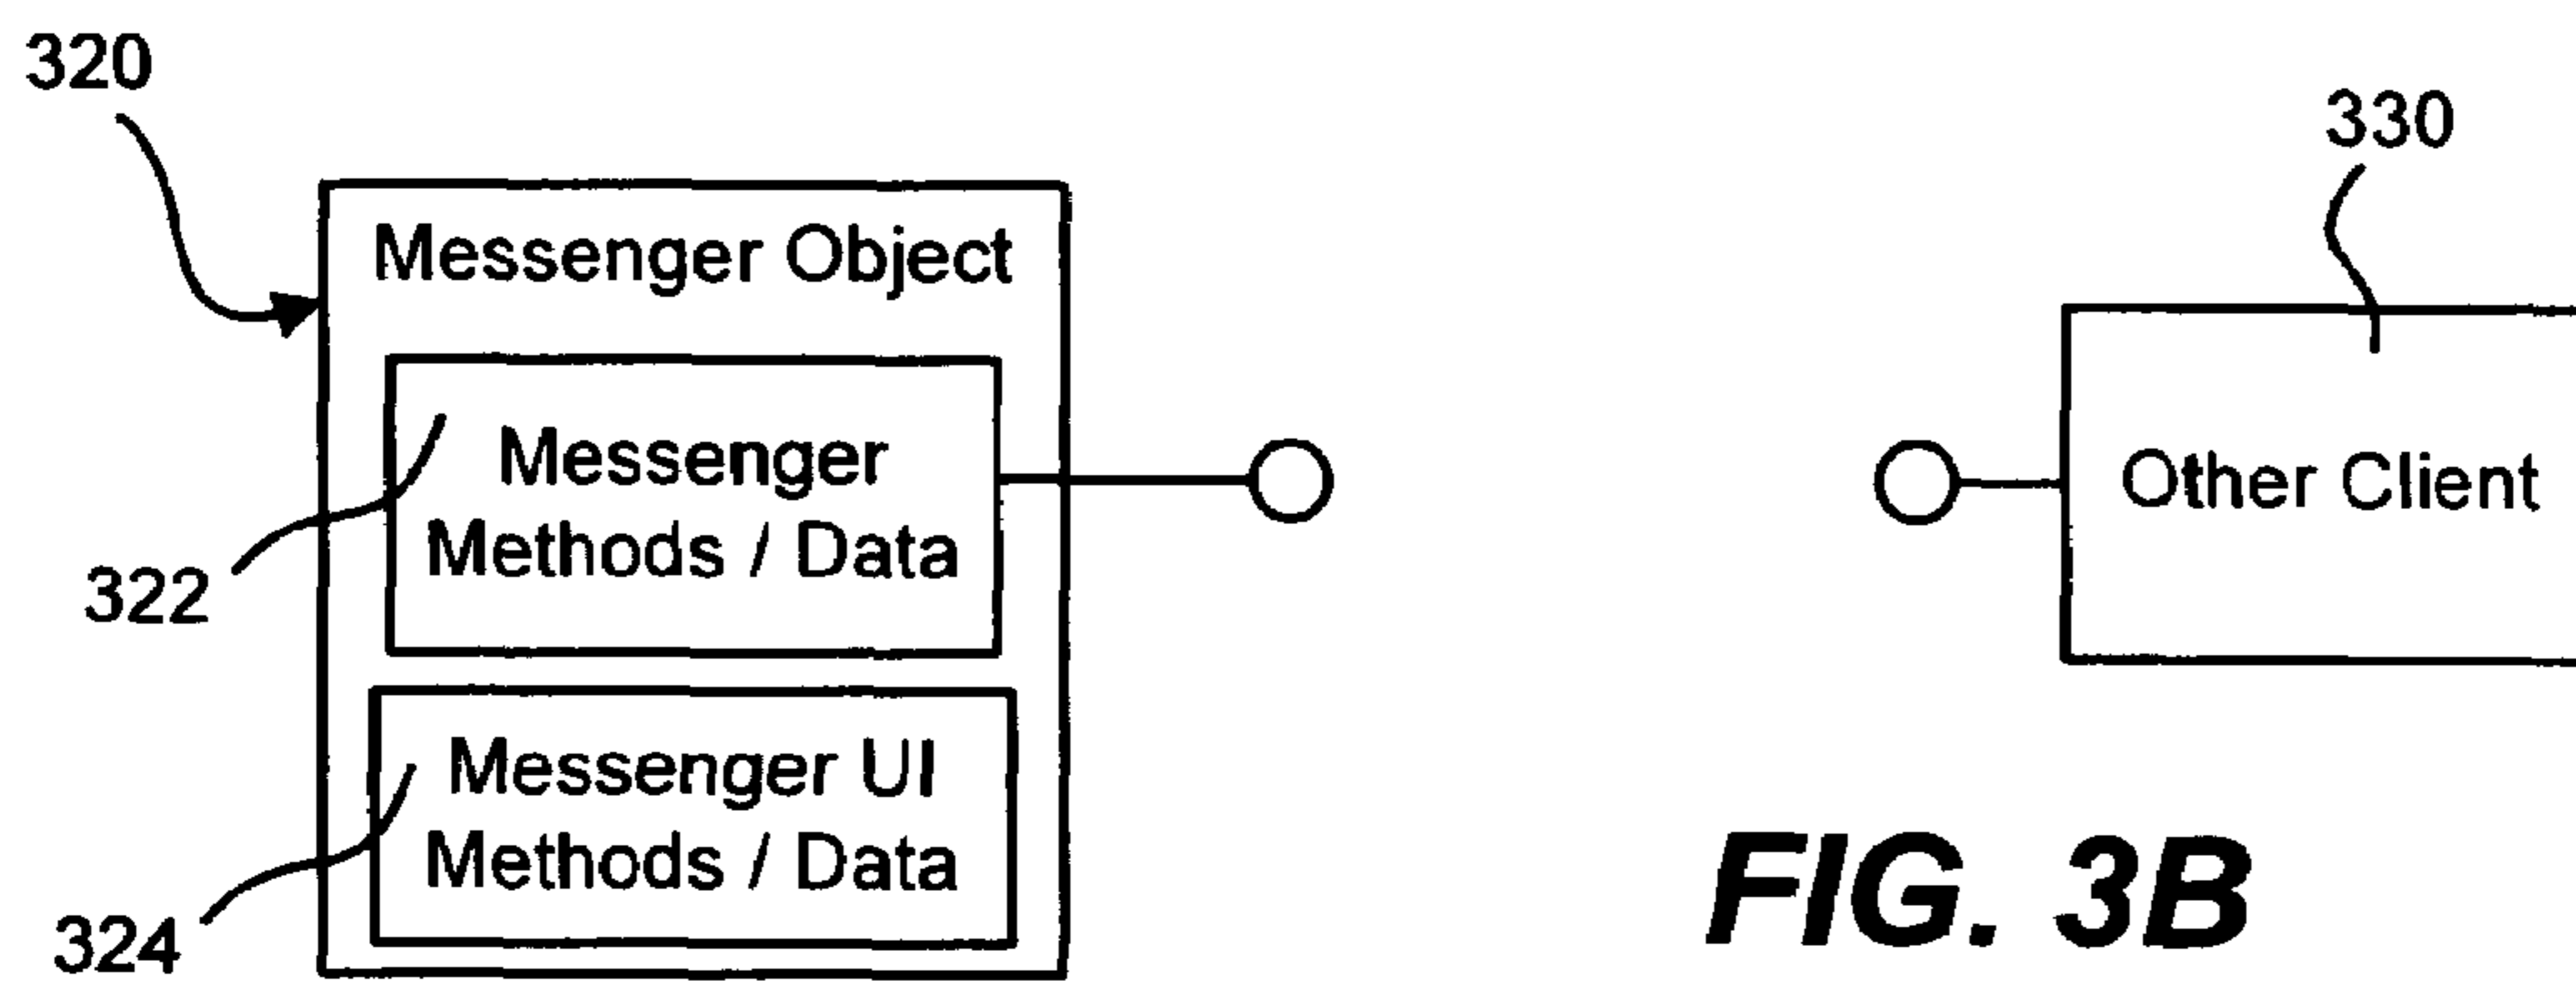 320
330
Messenger Object
Messenger
Methods / Data
Other Client
322
Messenger UI
Methods / Data
324
FIG. 3B